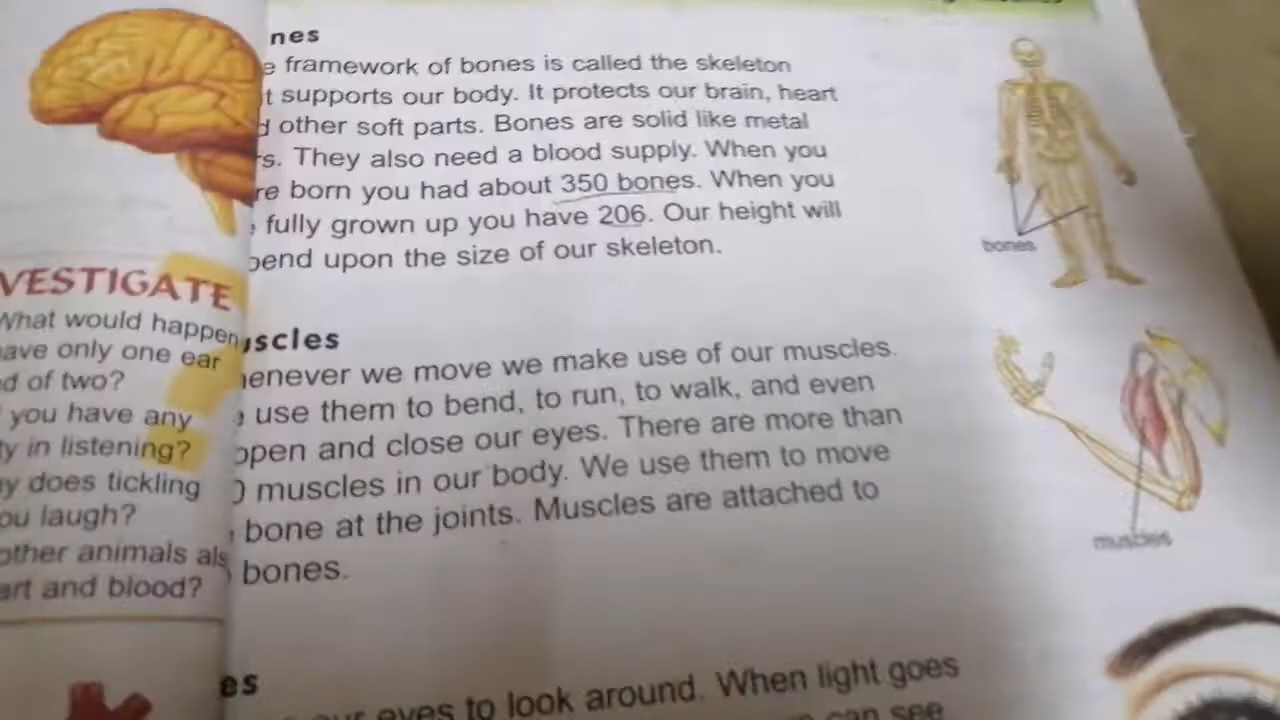 nes
e framework of bones is called the skeleton
t supports our body. It protects our brain, heart
d other soft parts. Bones are solid like metal
rs. They also need a blood supply. When you
re born you had about 350 bones. When you
fully grown up you have 206. Our height will
pend upon the size of our skeleton.
bones
VESTIGATE
What would happen
ave only one ear
d of two?
you have any
ty in listening?
y does tickling
ou laugh?
other animals als
art and blood?
uscles
henever we move we make use of our muscles.
e use them to bend, to run, to walk, and even
open and close our eyes. There are more than
0 muscles in our body. We use them to move
bone at the joints. Muscles are attached to
bones.
muscles
es
our eyes to look around. When light goes
can see